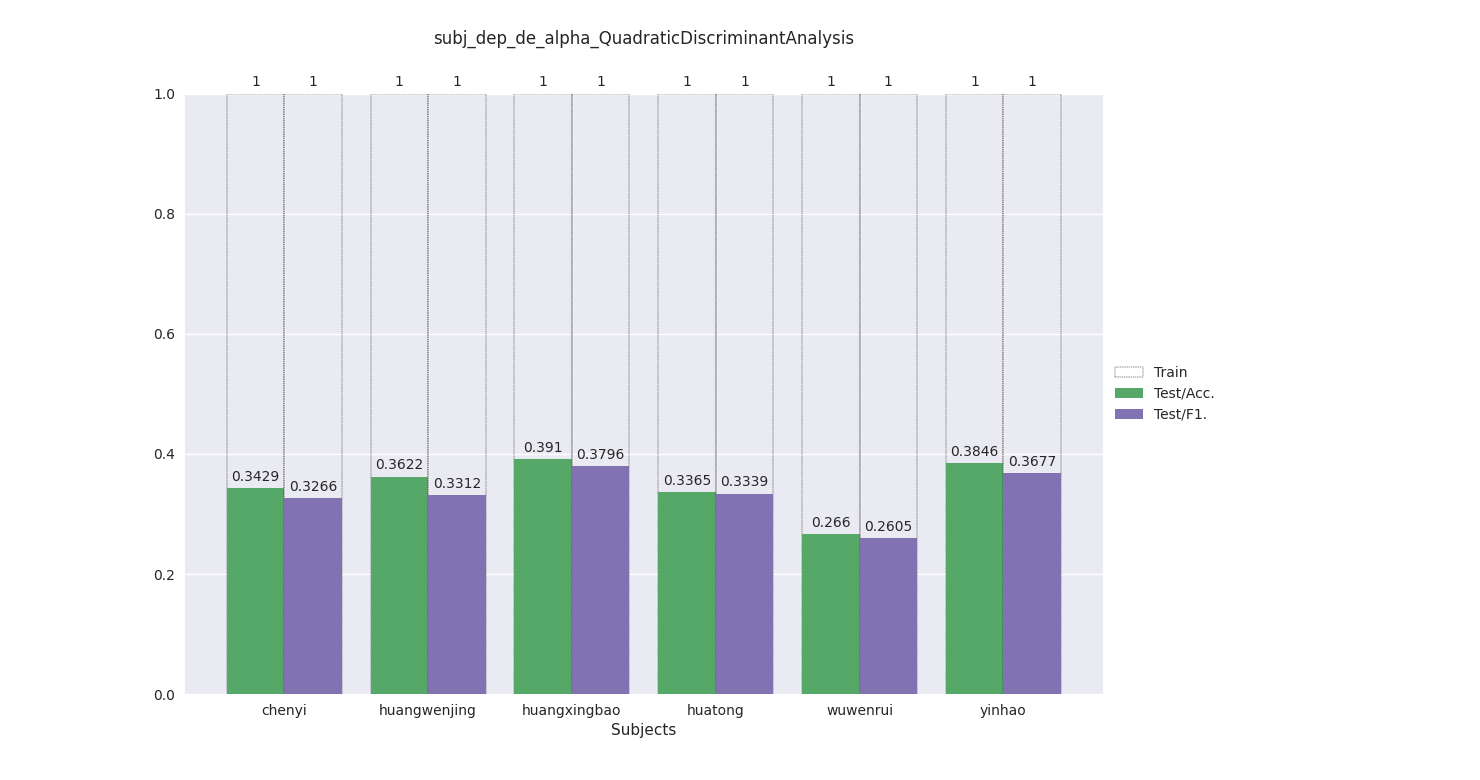 subj_dep_de_alpha_QuadraticDiscriminantAnalysis
1 1 1 1 1 1 1 1 1 1 1 1
1.0
0.8
0.6
0.4
0.2
0.0
0.3429 0.3266 0.3622 0.3312 0.391 0.3796 0.3365 0.3339 0.266 0.2605 0.3846 0.3677
chenyi huangwenjing huangxingbao huatong wuwenrui yinhao
Subjects
Train
Test/Acc.
Test/F1.